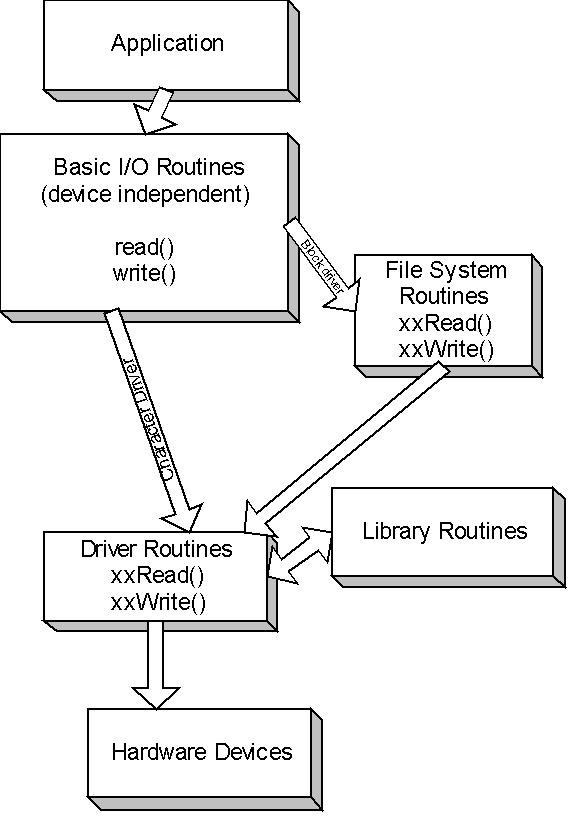 Application
Basic I/O Routines
(device independent)
read()
write()
Block driver
File System
Routines
xxRead()
xxWrite()
Character Driver
Library Routines
Driver Routines
xxRead()
xxWrite()
Hardware Devices